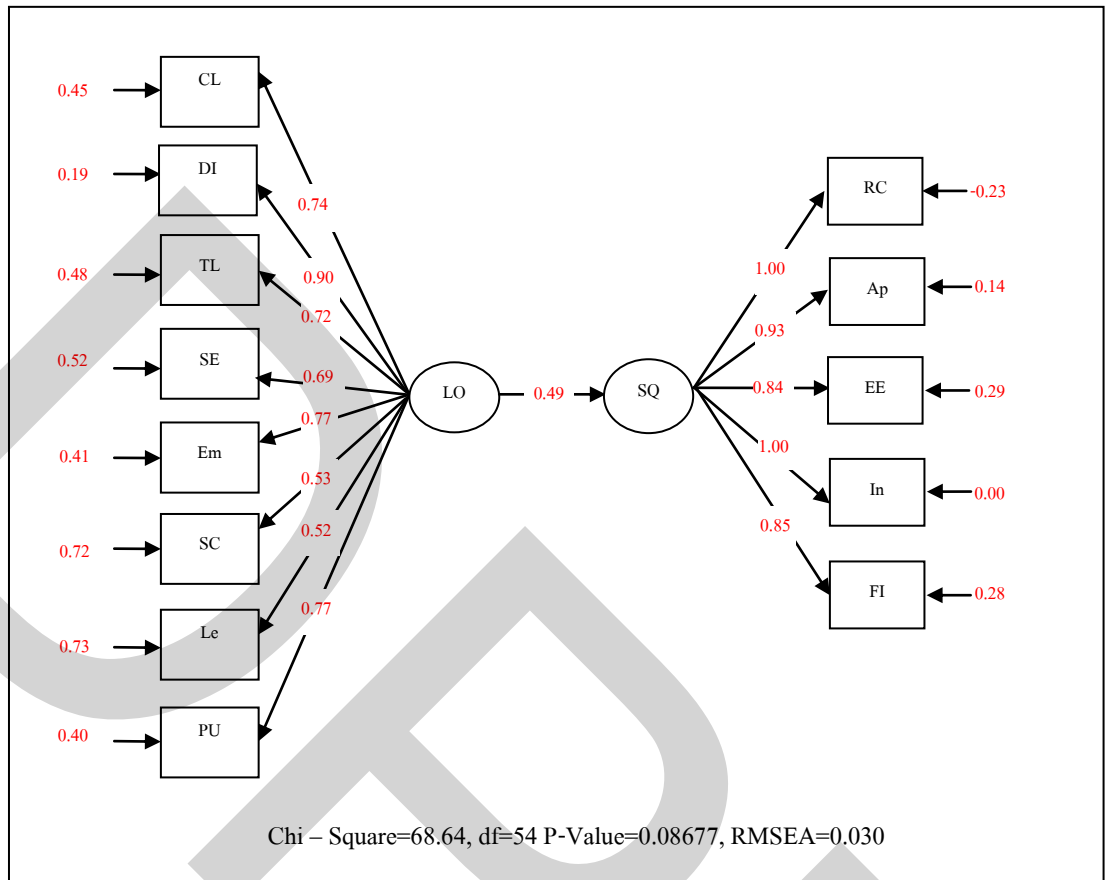 CL
0.45
DI
0.19
RC
-0.23
0.74
TL
0.48
0.90
1.00
Ap
0.14
0.72
0.93
SE
0.52
0.69
LO
0.49
SQ
0.84
EE
0.29
0.77
Em
0.41
1.00
0.53
In
0.00
0.52
0.85
SC
0.72
FI
0.28
0.77
Le
0.73
PU
0.40
Chi – Square=68.64, df=54 P-Value=0.08677, RMSEA=0.030